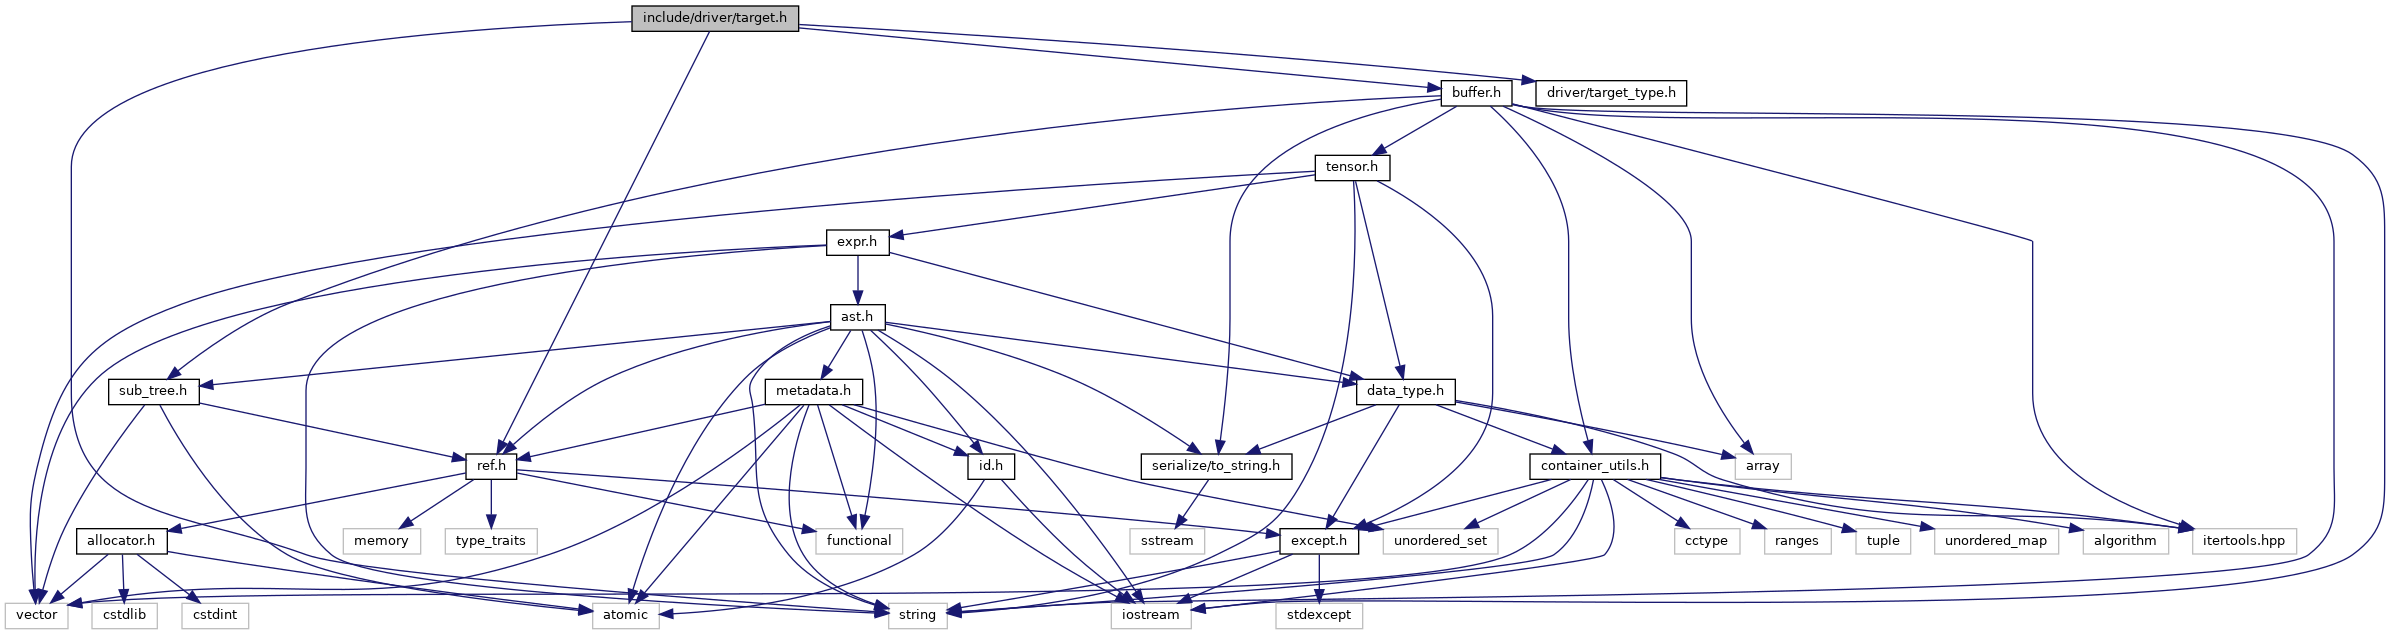 include/driver/target.h
buffer.h
driver/target_type.h
tensor.h
expr.h
ast.h
sub_tree.h
metadata.h
data_type.h
ref.h
id.h
serialize/to_string.h
container_utils.h
array
allocator.h
memory
type_traits
functional
sstream
except.h
unordered_set
cctype
ranges
tuple
unordered_map
algorithm
itertools.hpp
vector
cstdlib
cstdint
atomic
string
iostream
stdexcept